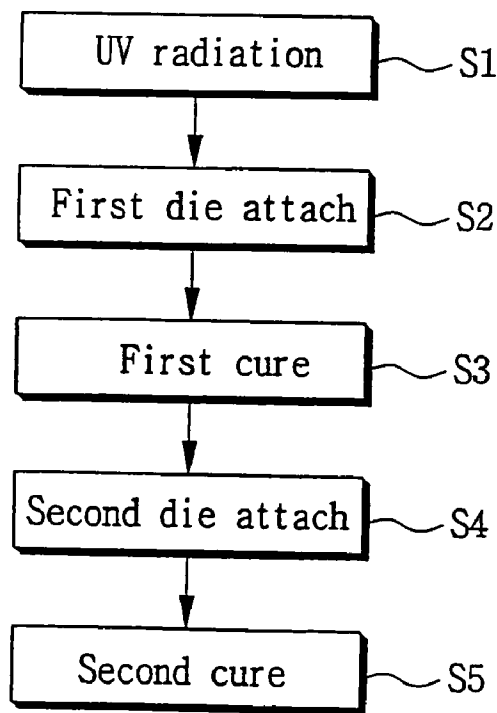 UV radiation
S1
First die attach
S2
First cure
S3
Second die attach
S4
Second cure
S5